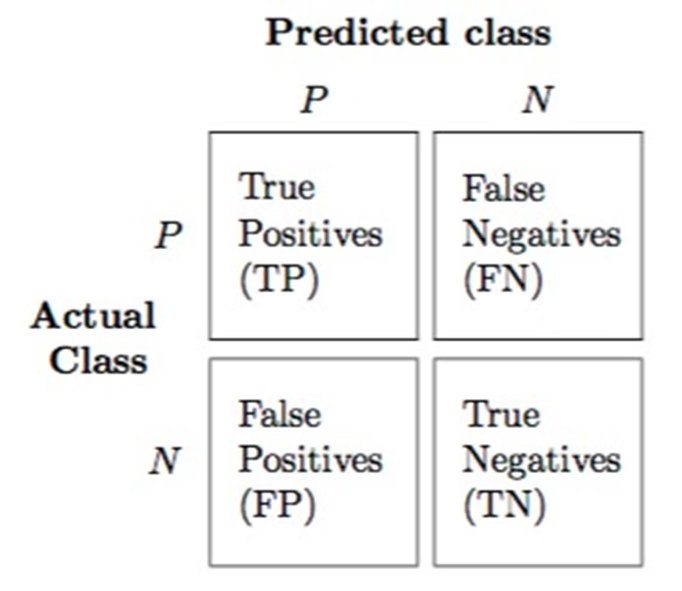 Predicted class
P N
True
Positives
(TP)
False
Negatives
(FN)
P
Actual
Class
False
Positives
(FP)
True
Negatives
(TN)
N